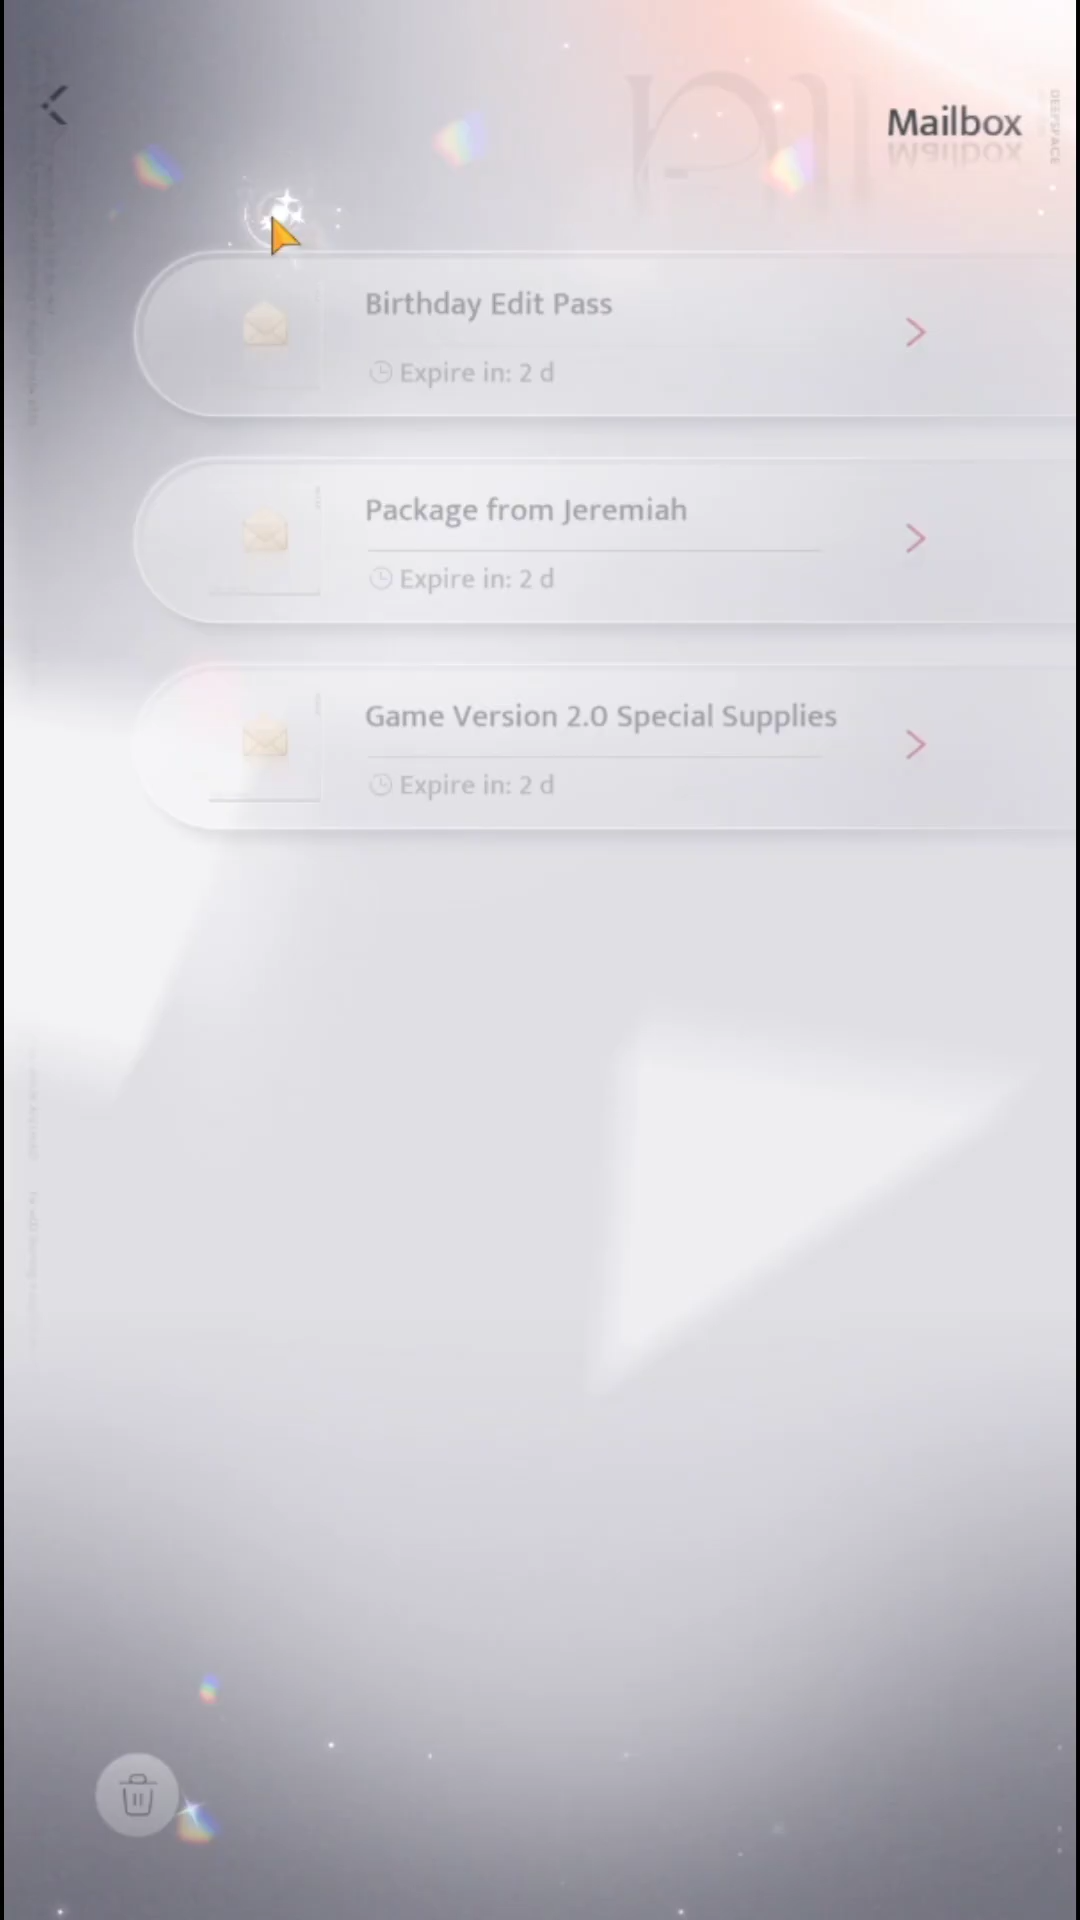 Mailbox
DEEPSPACE
Birthday Edit Pass
Expire in: 2 d
Package from Jeremiah
Expire in: 2 d
Game Version 2.0 Special Supplies
Expire in: 2 d